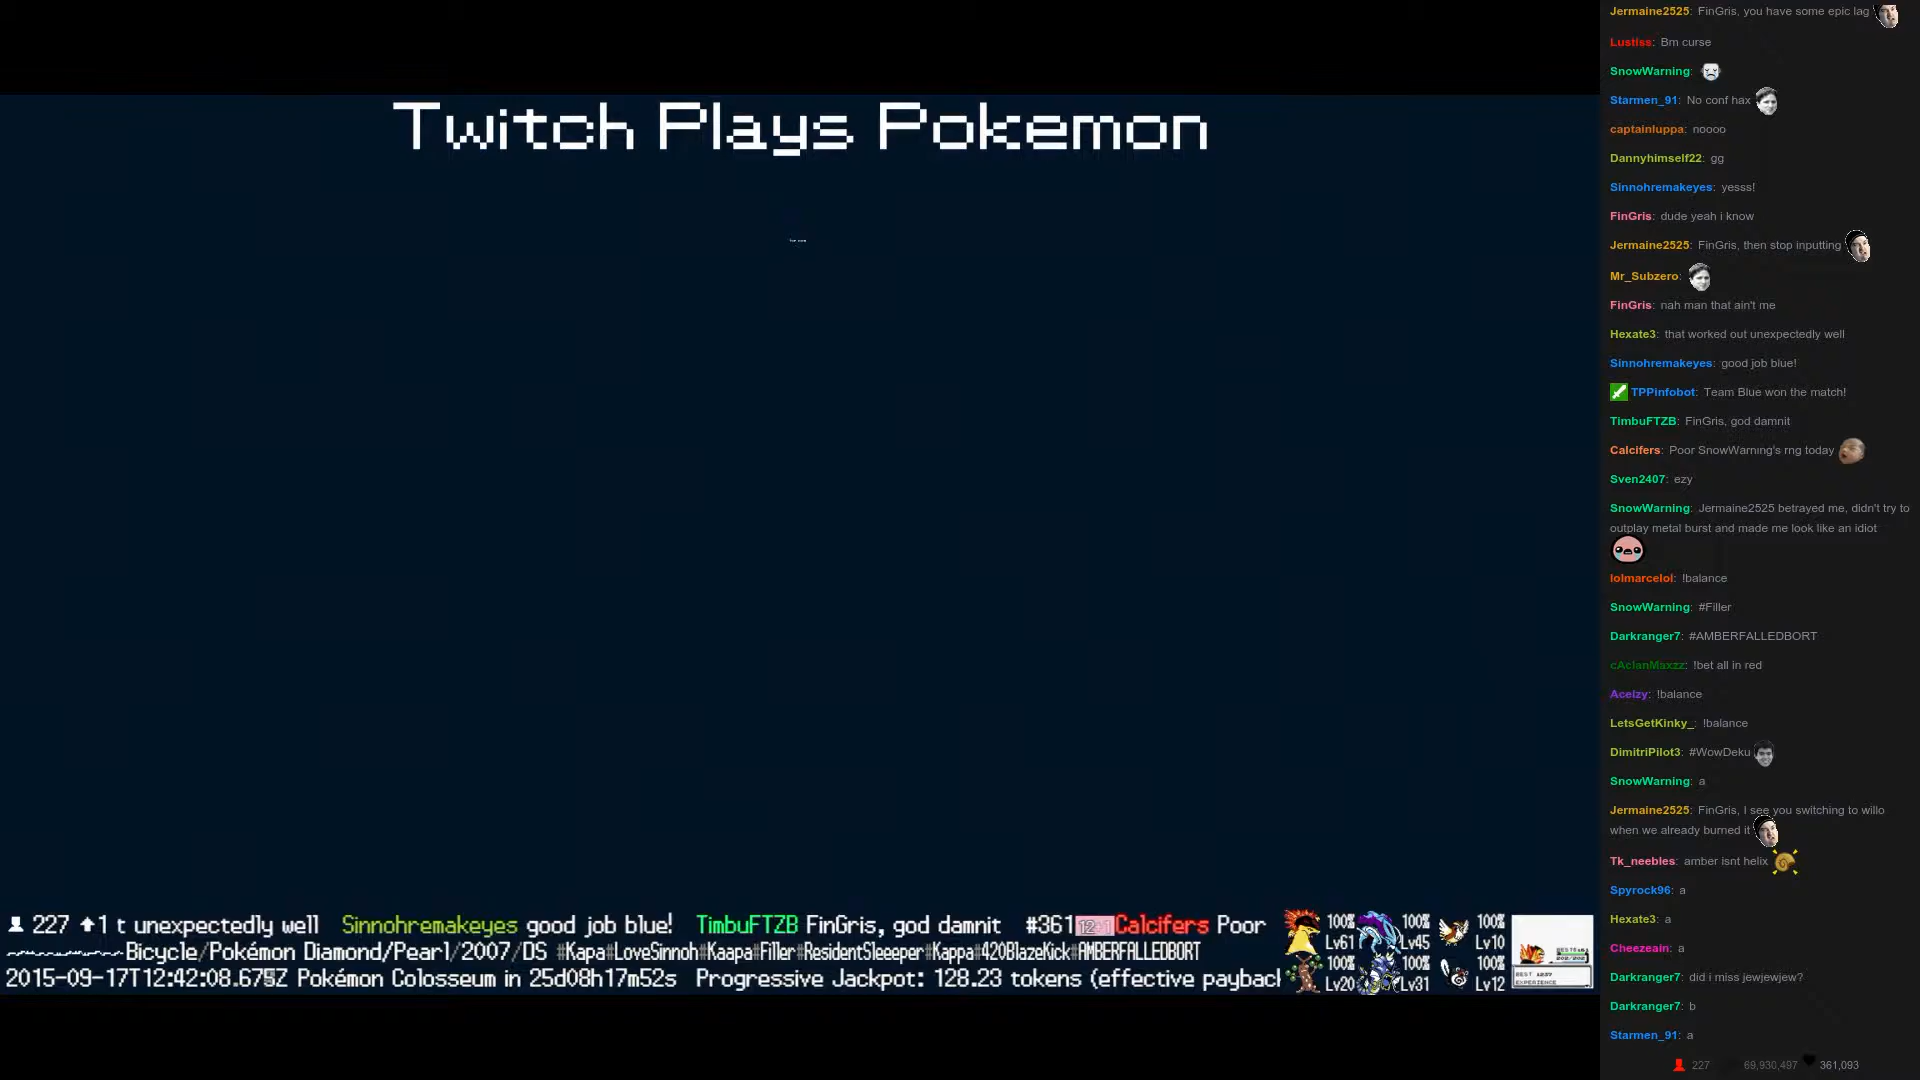 Twitch Plays Pokemon
227 1 t unexpectedly well Sinnohremakeyes good job blue! TimbuFTZB FinGris, god damnit #361 Calcifers Poor
Bicycle/Pokémon Diamond/Pearl/2007/DS #Kapa#LoveSinnoh#Kaapa#Filler#ResidentSleeeper#Kappa#420BlazeKick#AMBERFALLEDBORT
Pokémon Colosseum in 25d08h17m52s Progressive Jackpot: 128.23 tokens (effective payback
100% 100% 100%
Lv61 Lv45 Lv10
100% 100% 100%
Lv20 Lv31 Lv12
BEST 1237
EXPERIENCE
Jermaine2525: FinGris, you have some epic lag
Lustiss: Bm curse
SnowWarning:
Starmen_91: No conf hax
captainluppa: noooo
Dannyhimself22: gg
Sinnohremakeyes: yesss!
FinGris: dude yeah i know
Jermaine2525: FinGris, then stop inputting
Mr_Subzero:
FinGris: nah man that ain't me
Hexate3: that worked out unexpectedly well
Sinnohremakeyes: good job blue!
TPPinfobot: Team Blue won the match!
TimbuFTZB: FinGris, god damnit
Calcifers: Poor SnowWarning's rng today
Sven2407: ezy
SnowWarning: Jermaine2525 betrayed me, didn't try to
outplay metal burst and made me look like an idiot
lolmarcelol: !balance
SnowWarning: #Filler
Darkranger7: #AMBERFALLEDBORT
cAclanMaxzz: !bet all in red
Acelzy: !balance
LetsGetKinky_: !balance
DimitriPilot3: #WowDeku
SnowWarning: a
Jermaine2525: FinGris, I see you switching to willo
when we already burned it
Tk_neebles: amber isnt helix
Spyrock96: a
Hexate3: a
Cheezeain: a
Darkranger7: did i miss jewjewjew?
Darkranger7: b
Starmen_91: a
227 69,930,497 361,093